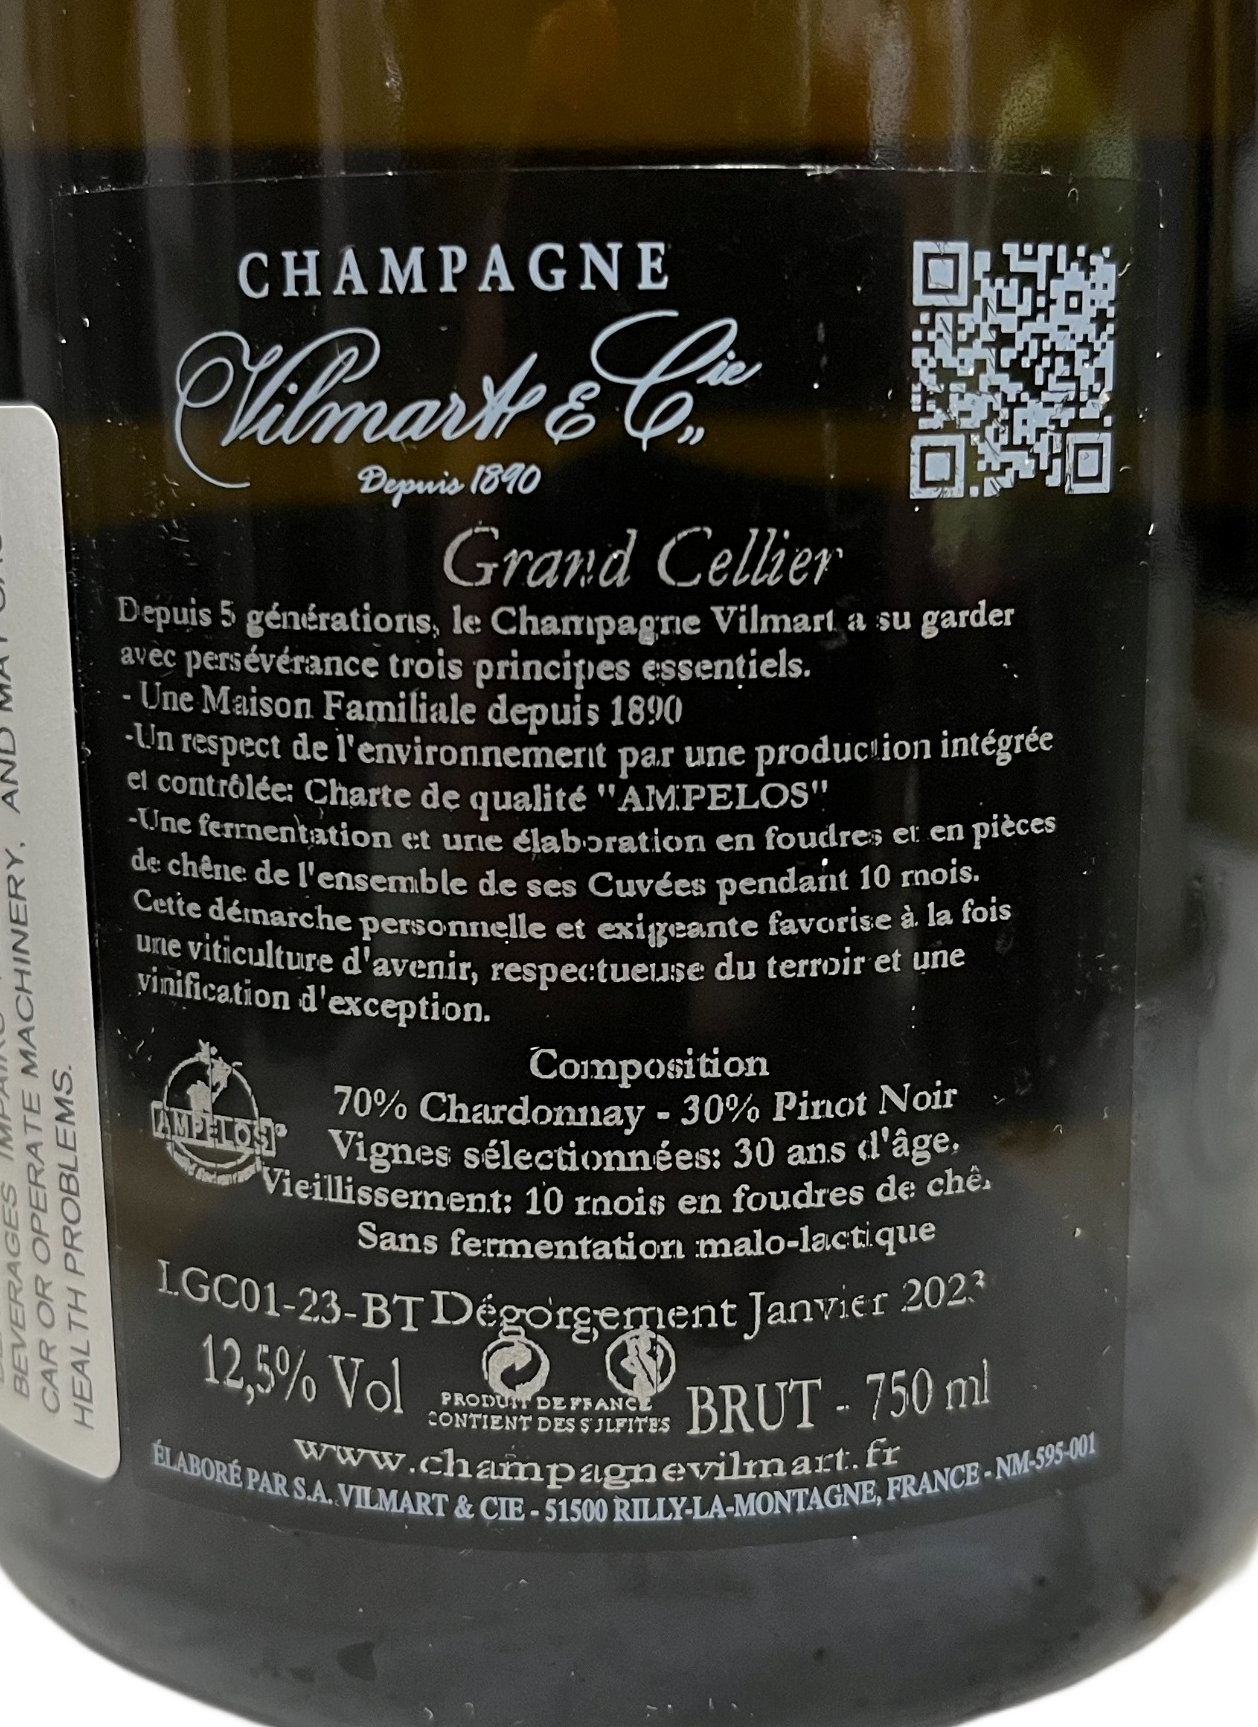 CHAMPAGNE
Vilmart & Cie
Depuis 1890
Grand Cellier
Depuis 5 générations, le Champagne Vilmart a su garder
avec persévérance trois principes essentiels.
- Une Maison Familiale depuis 1890
-Un respect de l'environnement par une production intégrée
et contrôlée: Charte de qualité "AMPELOS"
-Une fermentation et une élaboration en foudres et en pièces
de chêne de l'ensemble de ses Cuvées pendant 10 mois.
Cette démarche personnelle et exigeante favorise à la fois
une viticulture d'avenir, respectueuse du terroir et une
vinification d'exception.
Composition
70% Chardonnay - 30% Pinot Noir
Vignes sélectionnées: 30 ans d'âge.
Vieillissement: 10 mois en foudres de chê.
Sans fermentation malo-lactique
AMPELOS
LGC01-23-BT Dégorgement Janvier 2023
12,5% Vol
PRODUIT DE FRANCE
CONTIENT DES SULFITES
BRUT - 750 ml
www.champagnevilmart.fr
ÉLABORÉ PAR S.A. VILMART & CIE - 51500 RILLY-LA-MONTAGNE, FRANCE - NM-595-001
BEVERAGES IMPAIRS
CAR OR OPERATE MACHINERY, AND MAY
HEALTH PROBLEMS.